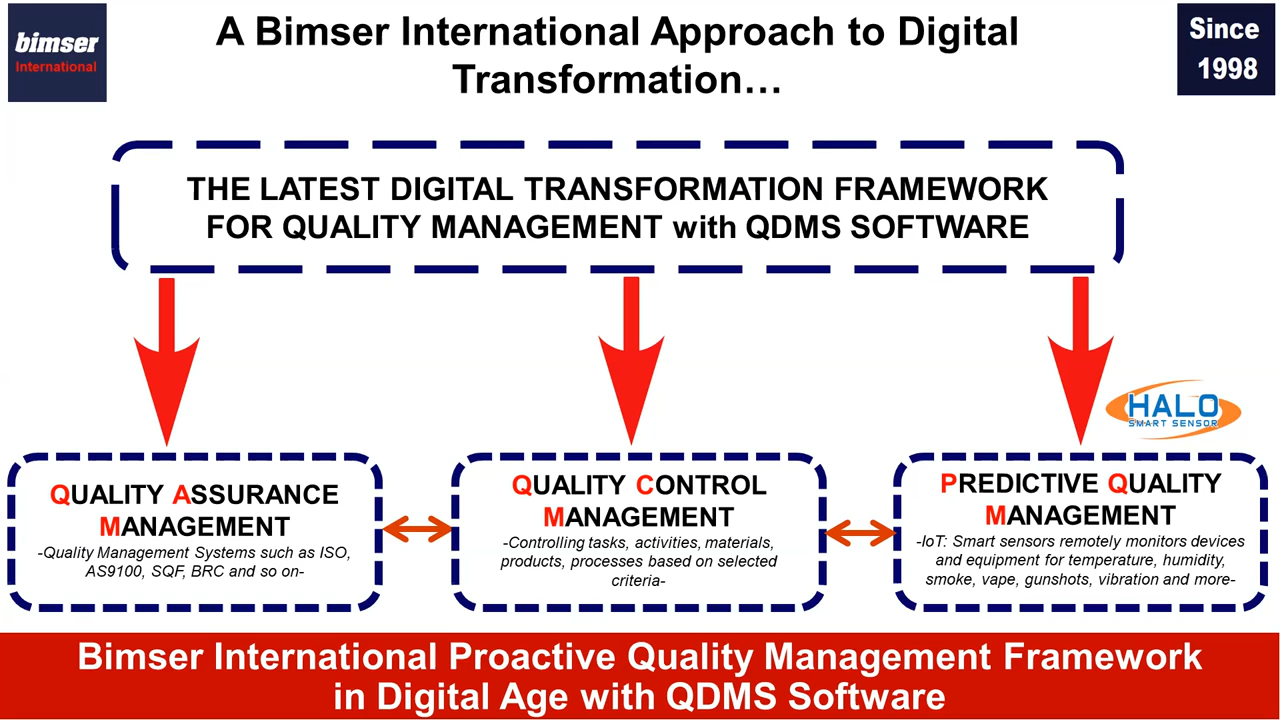 bimser
International
A Bimser International Approach to Digital
Transformation…
Since
1998
THE LATEST DIGITAL TRANSFORMATION FRAMEWORK
FOR QUALITY MANAGEMENT with QDMS SOFTWARE
HALO
SMART SENSOR
QUALITY ASSURANCE
MANAGEMENT
-Quality Management Systems such as ISO,
AS9100, SQF, BRC and so on-
QUALITY CONTROL
MANAGEMENT
-Controlling tasks, activities, materials,
products, processes based on selected
criteria-
PREDICTIVE QUALITY
MANAGEMENT
-IoT: Smart sensors remotely monitors devices
and equipment for temperature, humidity,
smoke, vape, gunshots, vibration and more-
Bimser International Proactive Quality Management Framework
in Digital Age with QDMS Software